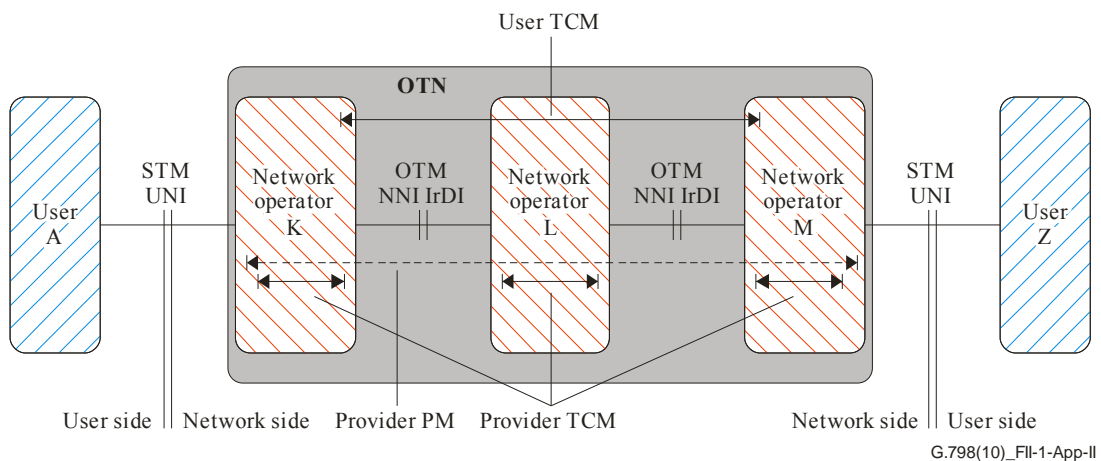 User TCM
OTN
STM
UNI
OTM
NNI IrDI
OTM
NNI IrDI
STM
UNI
User
A
Network
operator
K
Network
operator
L
Network
operator
M
User
Z
User side
Network side
Provider PM
Provider TCM
Network side
User side
G.798(10)_FII-1-App-II